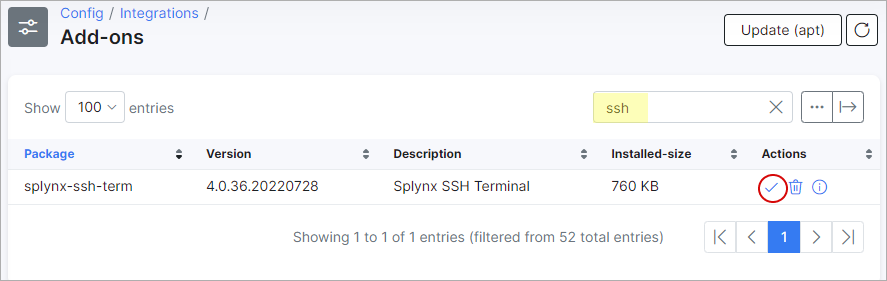 Config / Integrations /
Add-ons
Update (apt)
Show 100 entries
ssh
Package Version Description Installed-size Actions
splynx-ssh-term 4.0.36.20220728 Splynx SSH Terminal 760 KB
Showing 1 to 1 of 1 entries (filtered from 52 total entries)
1